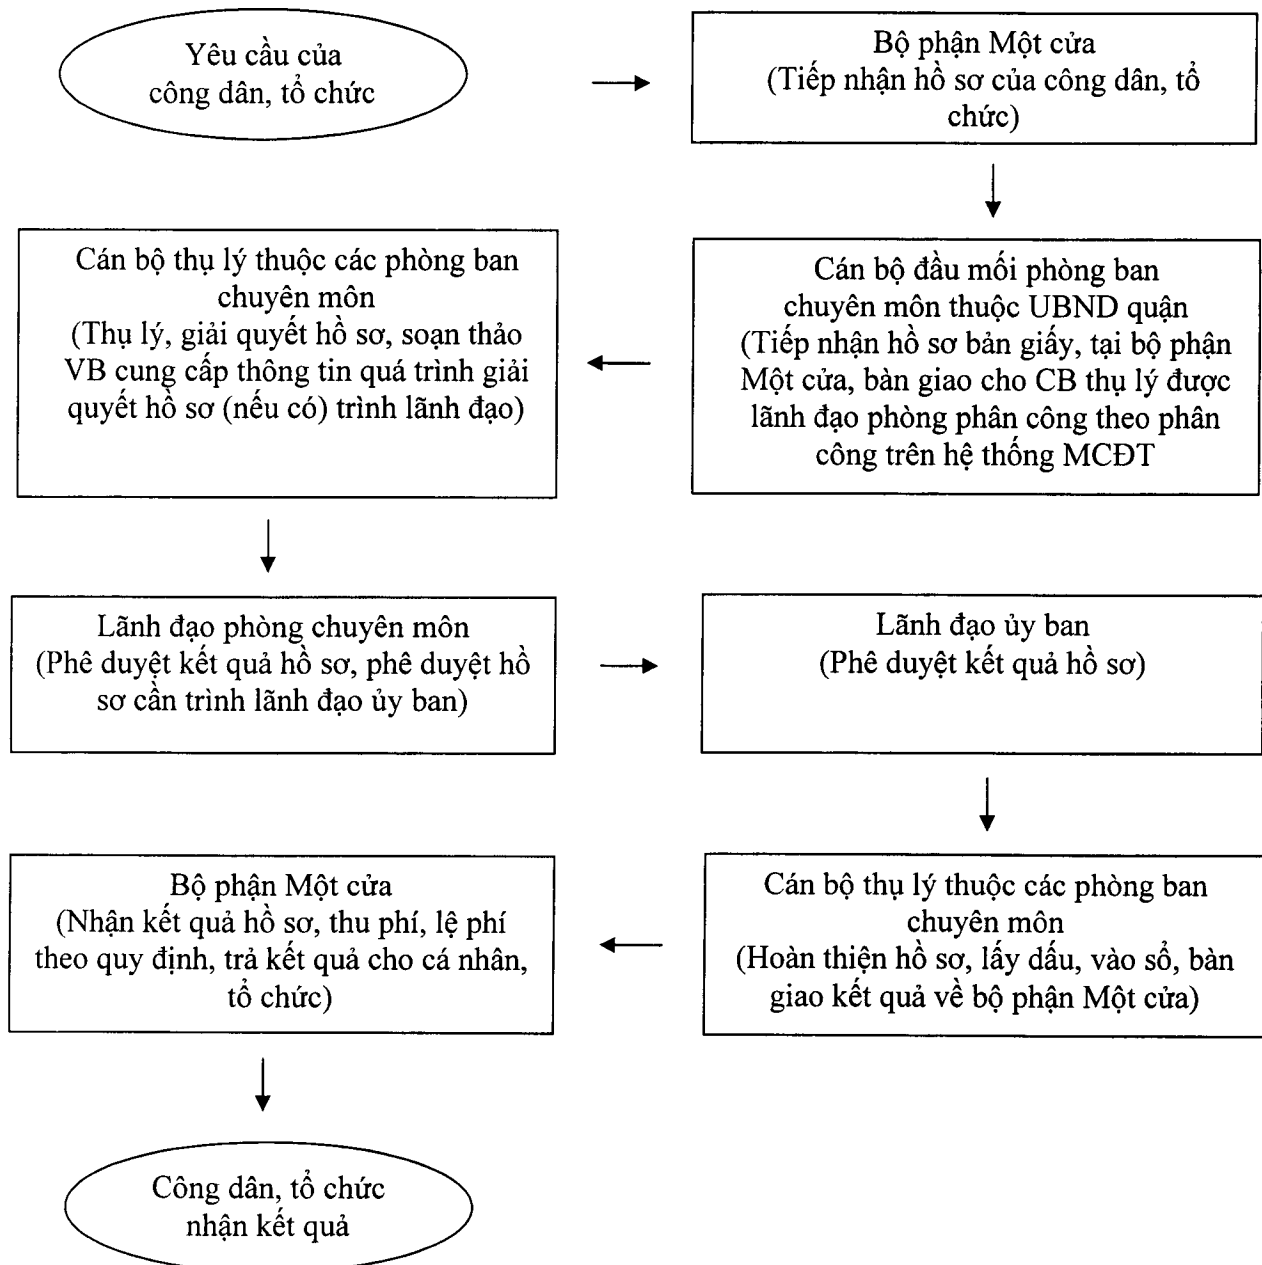 Yêu cầu của
công dân, tổ chức
Bộ phận Một cửa
(Tiếp nhận hồ sơ của công dân, tổ
chức)
Cán bộ đầu mối phòng ban
chuyên môn thuộc UBND quận
(Tiếp nhận hồ sơ bản giấy, tại bộ phận
Một cửa, bàn giao cho CB thụ lý được
lãnh đạo phòng phân công theo phân
công trên hệ thống MCĐT
Cán bộ thụ lý thuộc các phòng ban
chuyên môn
(Thụ lý, giải quyết hồ sơ, soạn thảo
VB cung cấp thông tin quá trình giải
quyết hồ sơ (nếu có) trình lãnh đạo)
Lãnh đạo phòng chuyên môn
(Phê duyệt kết quả hồ sơ, phê duyệt hồ
sơ cần trình lãnh đạo ủy ban)
Lãnh đạo ủy ban
(Phê duyệt kết quả hồ sơ)
Cán bộ thụ lý thuộc các phòng ban
chuyên môn
(Hoàn thiện hồ sơ, lấy dấu, vào sổ, bàn
giao kết quả về bộ phận Một cửa)
Bộ phận Một cửa
(Nhận kết quả hồ sơ, thu phí, lệ phí
theo quy định, trả kết quả cho cá nhân,
tổ chức)
Công dân, tổ chức
nhận kết quả